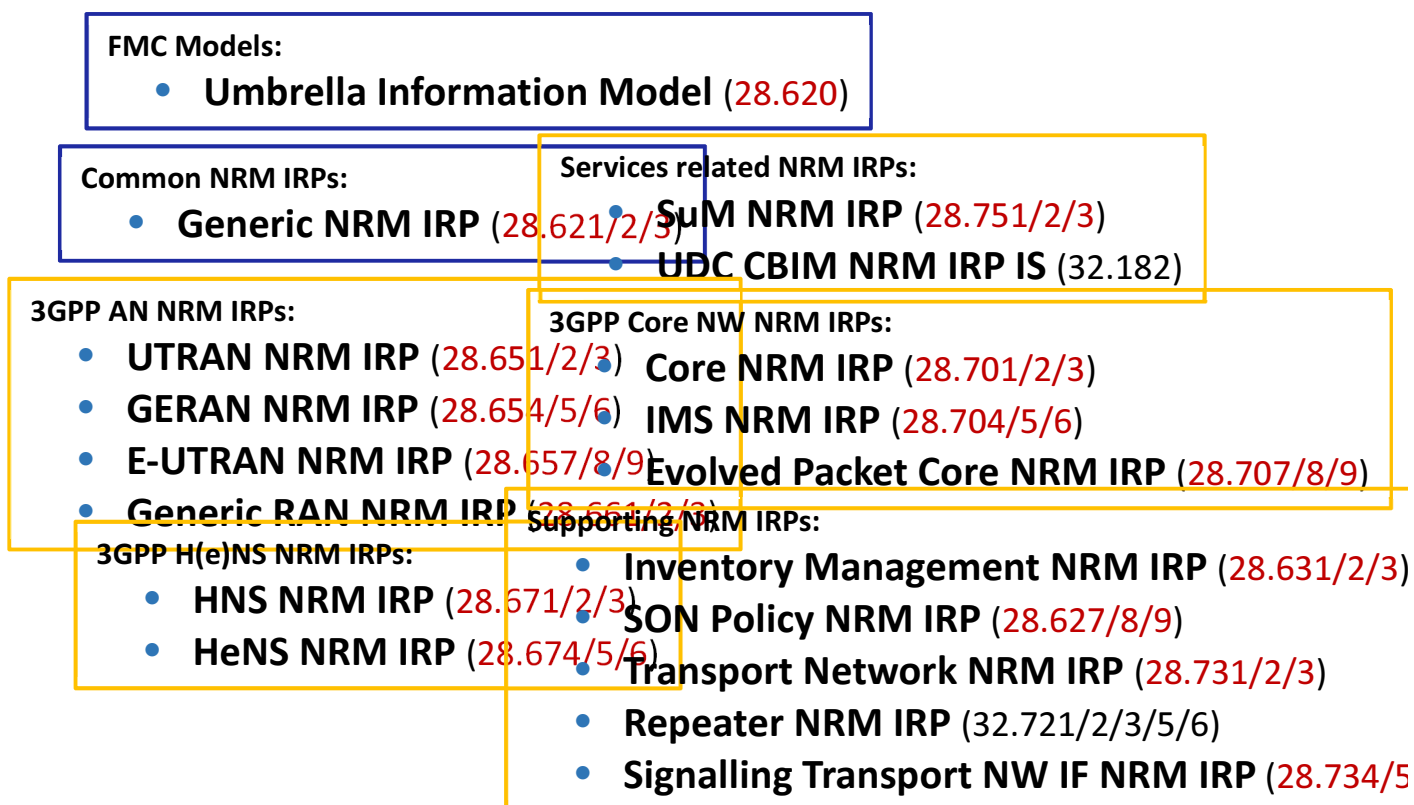 FMC Models:
• Umbrella Information Model (28.620)
Common NRM IRPs:
• Generic NRM IRP (28.621/2/3)
Services related NRM IRPs:
• SuM NRM IRP (28.751/2/3)
• UDC CBIM NRM IRP IS (32.182)
3GPP AN NRM IRPs:
• UTRAN NRM IRP (28.651/2/3)
• GERAN NRM IRP (28.654/5/6)
• E-UTRAN NRM IRP (28.657/8/9)
• Generic RAN NRM IRP (28.661/2/3)
3GPP Core NW NRM IRPs:
• Core NRM IRP (28.701/2/3)
• IMS NRM IRP (28.704/5/6)
• Evolved Packet Core NRM IRP (28.707/8/9)
3GPP H(e)NS NRM IRPs:
• HNS NRM IRP (28.671/2/3)
• HeNS NRM IRP (28.674/5/6)
Supporting NRM IRPs:
• Inventory Management NRM IRP (28.631/2/3)
• SON Policy NRM IRP (28.627/8/9)
• Transport Network NRM IRP (28.731/2/3)
• Repeater NRM IRP (32.721/2/3/5/6)
• Signalling Transport NW IF NRM IRP (28.734/5